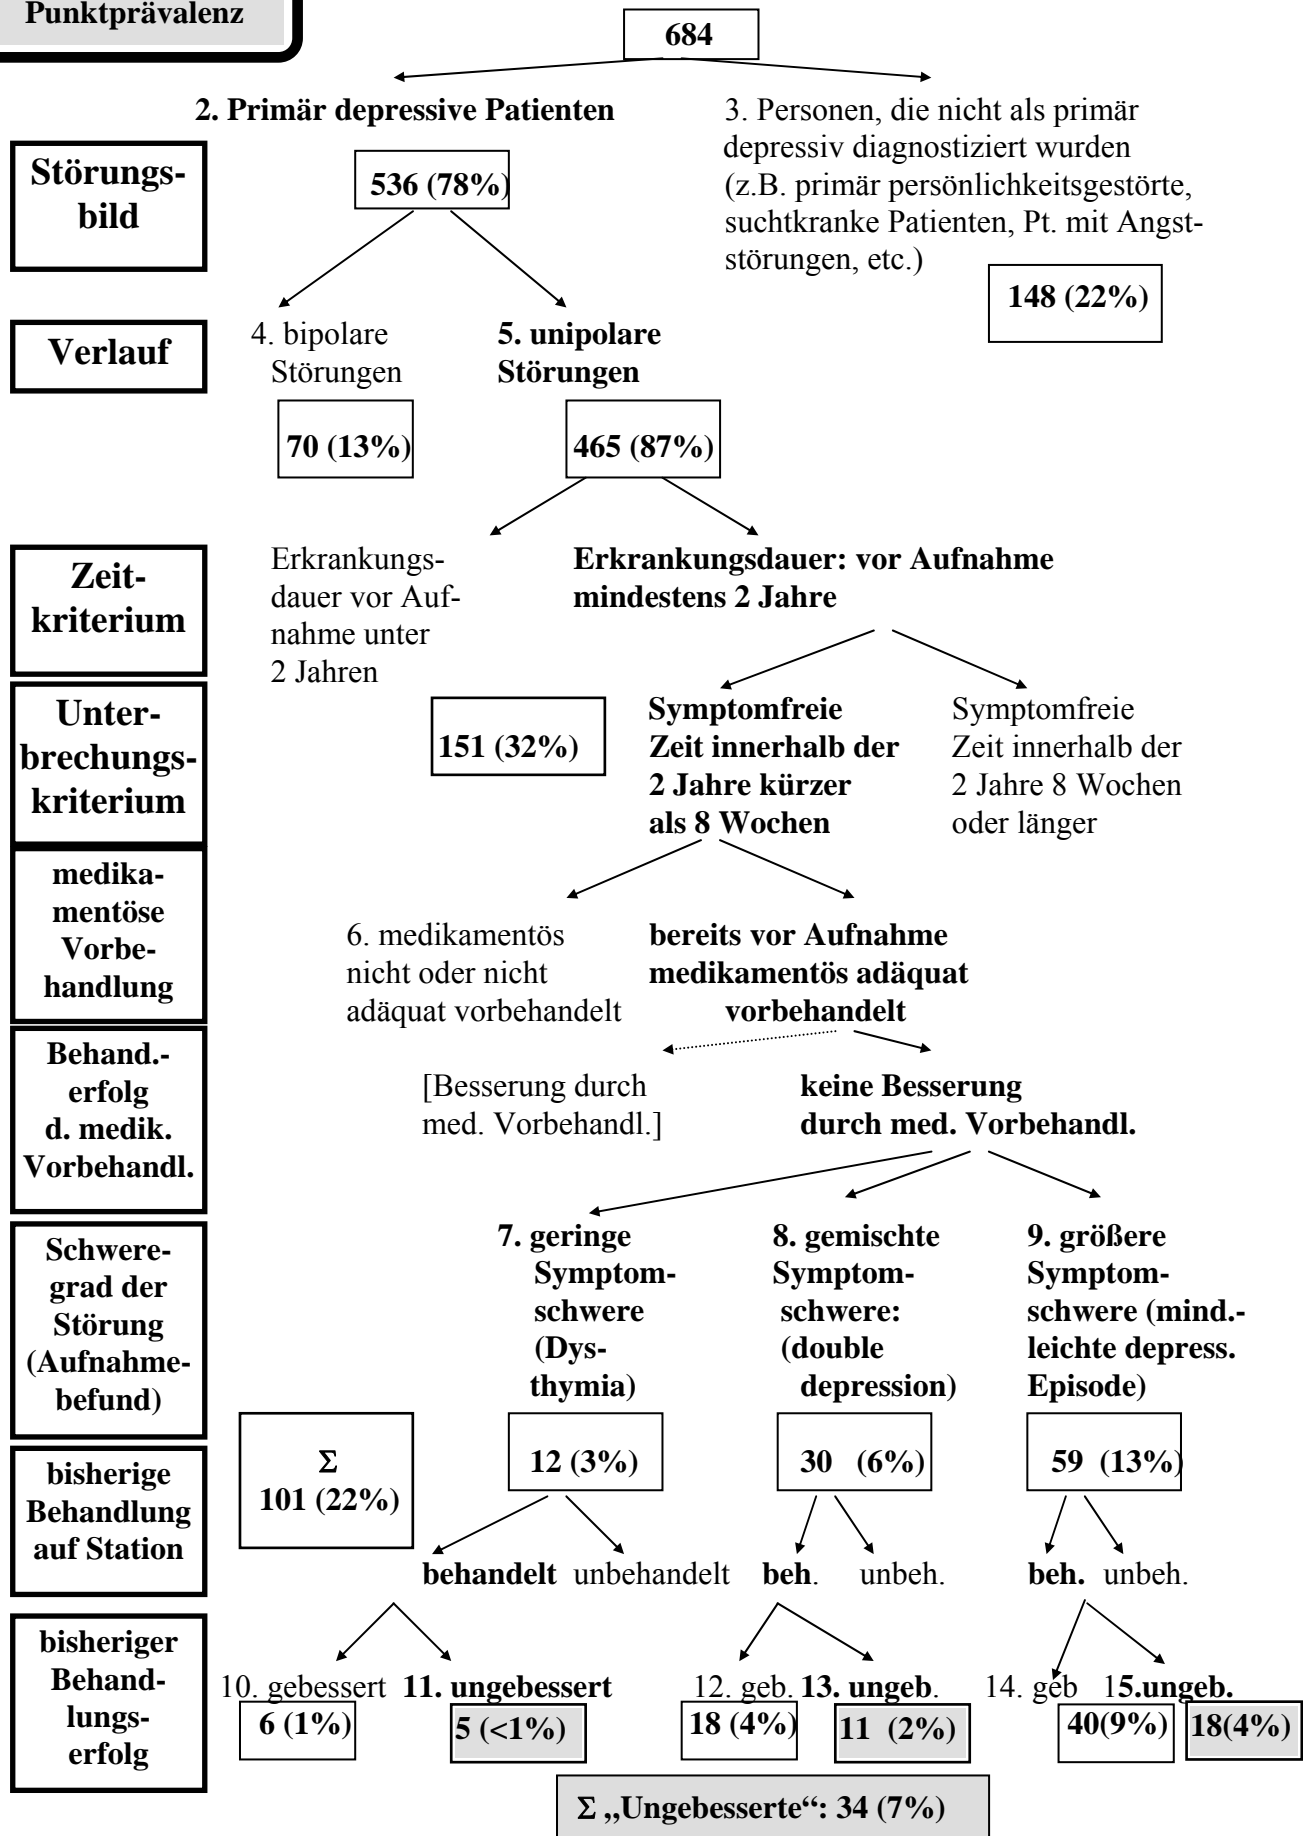 Punktprävalenz
684
2. Primär depressive Patienten
3. Personen, die nicht als primär
depressiv diagnostiziert wurden
(z.B. primär persönlichkeitsgestörte,
suchtkranke Patienten, Pt. mit Angst-
störungen, etc.)
Störungs-
bild
536 (78%)
148 (22%)
Verlauf
4. bipolare
Störungen
5. unipolare
Störungen
70 (13%)
465 (87%)
Zeit-
kriterium
Erkrankungs-
dauer vor Auf-
nahme unter
2 Jahren
Erkrankungsdauer: vor Aufnahme
mindestens 2 Jahre
Unter-
brechungs-
kriterium
151 (32%)
Symptomfreie
Zeit innerhalb der
2 Jahre kürzer
als 8 Wochen
Symptomfreie
Zeit innerhalb der
2 Jahre 8 Wochen
oder länger
medika-
mentöse
Vorbe-
handlung
6. medikamentös
nicht oder nicht
adäquat vorbehandelt
bereits vor Aufnahme
medikamentös adäquat
vorbehandelt
Behand.-
erfolg
d. medik.
Vorbehandl.
[Besserung durch
med. Vorbehandl.]
keine Besserung
durch med. Vorbehandl.
Schwere-
grad der
Störung
(Aufnahme-
befund)
7. geringe
Symptom-
schwere
(Dys-
thymia)
8. gemischte
Symptom-
schwere:
(double
depression)
9. größere
Symptom-
schwere (mind.-
leichte depress.
Episode)
Σ
101 (22%)
12 (3%)
30 (6%)
59 (13%)
bisherige
Behandlung
auf Station
behandelt unbehandelt
beh. unbeh.
beh. unbeh.
bisheriger
Behand-
lungs-
erfolg
10. gebessert 11. ungebessert
12. geb. 13. ungeb.
14. geb 15.ungeb.
6 (1%)
5 (<1%)
18 (4%)
11 (2%)
40(9%)
18(4%)
Σ „Ungebesserte“: 34 (7%)